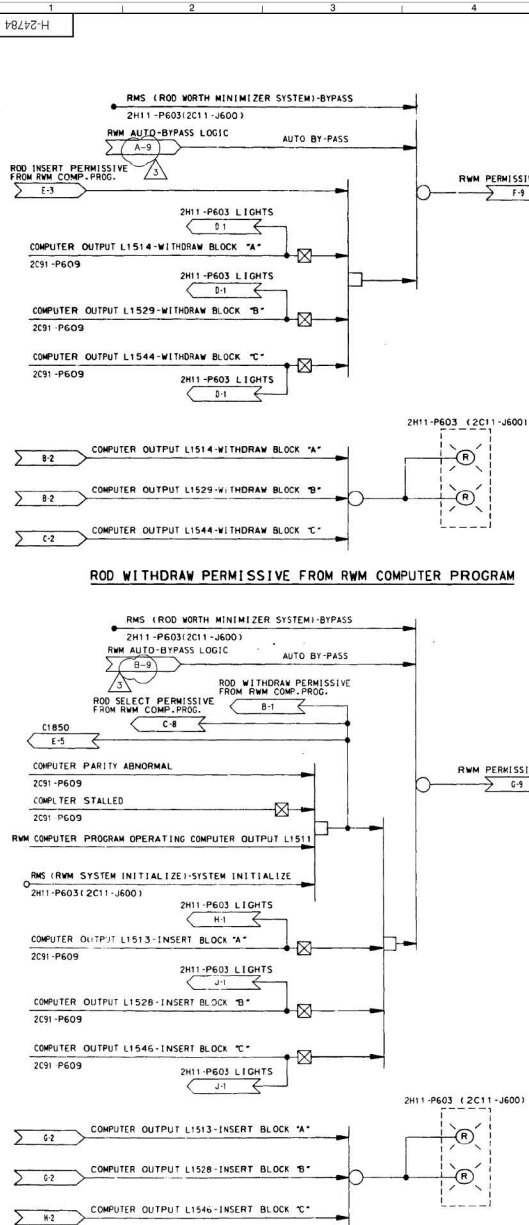 1 2 3 4
H-24784
RMS (ROD WORTH MINIMIZER SYSTEM)-BYPASS
2H11-P603(2C11-J600)
RWM AUTO-BYPASS LOGIC
A-9
AUTO BY-PASS
3
ROD INSERT PERMISSIVE
FROM RWM COMP.PROG.
E-3
RWM PERMISSI
F-9
2H11-P603 LIGHTS
D-1
COMPUTER OUTPUT L1514-WITHDRAW BLOCK "A"
2C91-P609
2H11-P603 LIGHTS
D-1
COMPUTER OUTPUT L1529-WITHDRAW BLOCK "B"
2C91-P609
COMPUTER OUTPUT L1544-WITHDRAW BLOCK "C"
2C91-P609
2H11-P603 LIGHTS
D-1
2H11-P603 (2C11-J600)
B-2 COMPUTER OUTPUT L1514-WITHDRAW BLOCK "A"
R
B-2 COMPUTER OUTPUT L1529-WITHDRAW BLOCK "B"
R
C-2 COMPUTER OUTPUT L1544-WITHDRAW BLOCK "C"
ROD WITHDRAW PERMISSIVE FROM RWM COMPUTER PROGRAM
RMS (ROD WORTH MINIMIZER SYSTEM)-BYPASS
2H11-P603(2C11-J600)
RWM AUTO-BYPASS LOGIC
B-9
AUTO BY-PASS
3
ROD WITHDRAW PERMISSIVE
FROM RWM COMP.PROG.
B-1
ROD SELECT PERMISSIVE
FROM RWM COMP.PROG.
C-8
C1850
E-5
COMPUTER PARITY ABNORMAL
2C91-P609
RWM PERMISSI
G-9
COMPUTER STALLED
2C91-P609
RWM COMPUTER PROGRAM OPERATING COMPUTER OUTPUT L1511
RMS (RWM SYSTEM INITIALIZE)-SYSTEM INITIALIZE
2H11-P603(2C11-J600)
2H11-P603 LIGHTS
H-1
COMPUTER OUTPUT L1513-INSERT BLOCK "A"
2C91-P609
2H11-P603 LIGHTS
J-1
COMPUTER OUTPUT L1528-INSERT BLOCK "B"
2C91-P609
COMPUTER OUTPUT L1546-INSERT BLOCK "C"
2C91-P609
2H11-P603 LIGHTS
J-1
2H11-P603 (2C11-J600)
G-2 COMPUTER OUTPUT L1513-INSERT BLOCK "A"
R
G-2 COMPUTER OUTPUT L1528-INSERT BLOCK "B"
R
H-2 COMPUTER OUTPUT L1546-INSERT BLOCK "C"